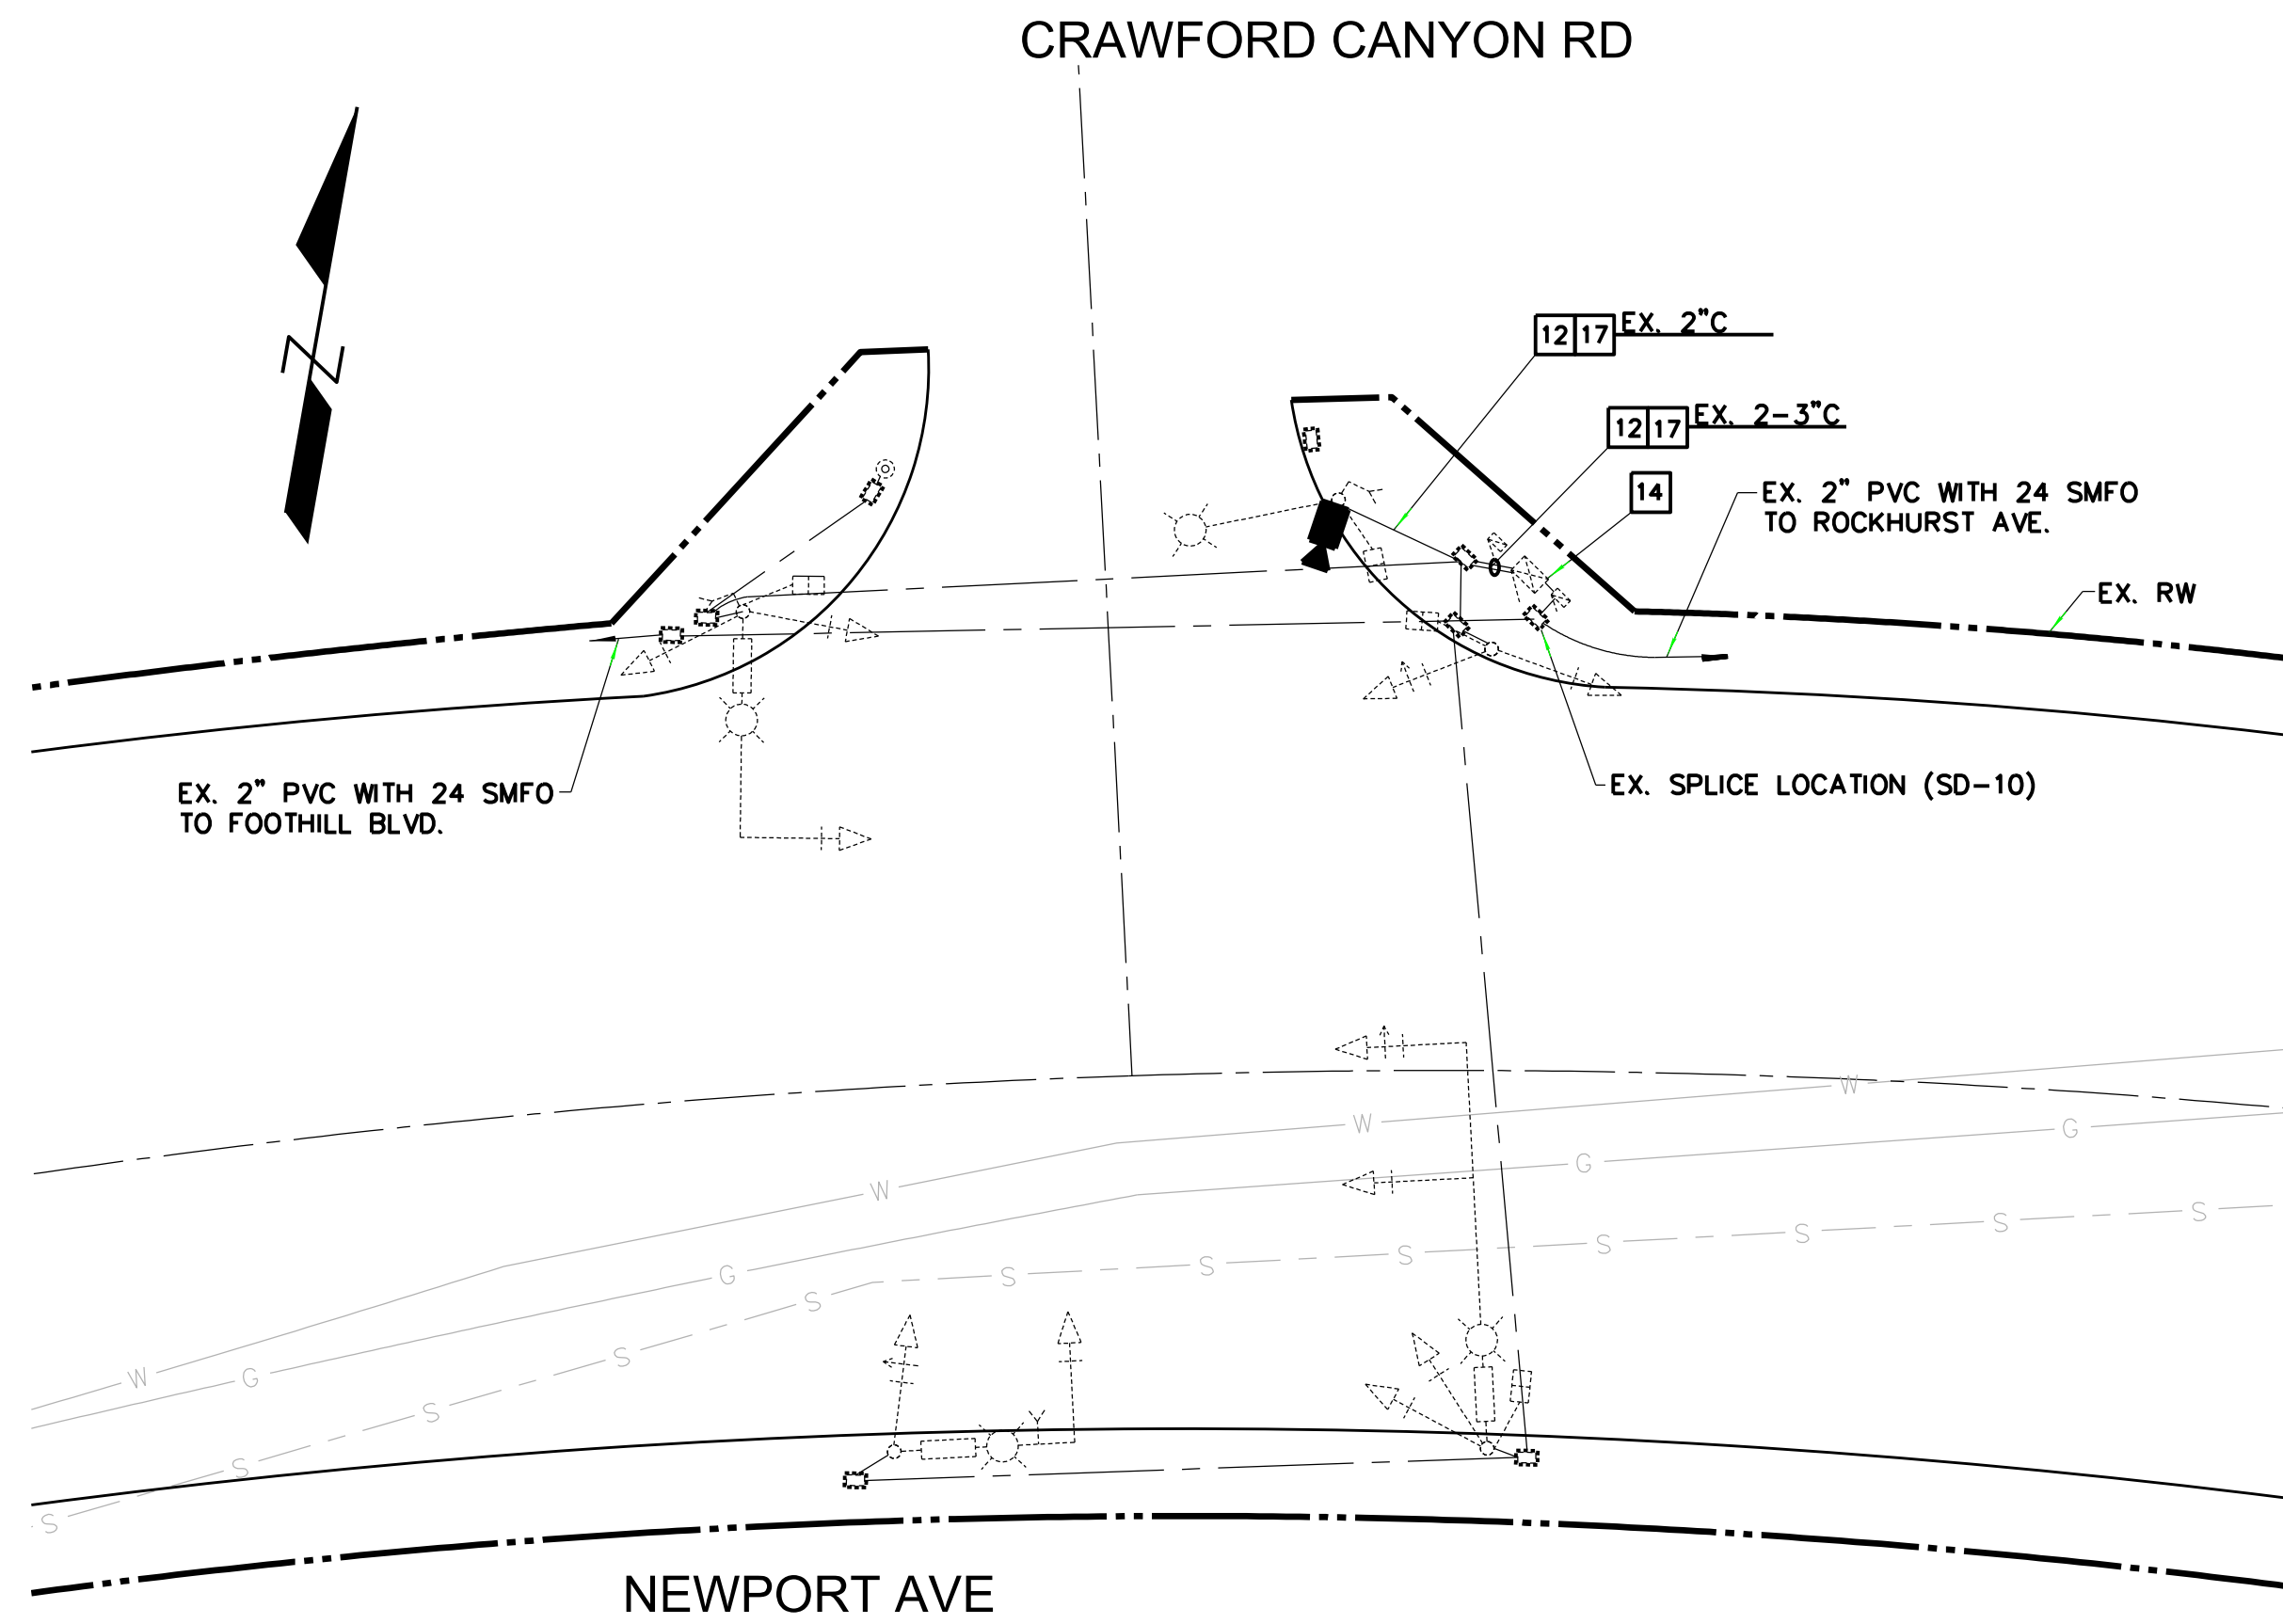 CRAWFORD CANYON RD
12 17 EX. 2"C
12 17 EX. 2-3"C
14
EX. 2" PVC WITH 24 SMFO
TO ROCKHURST AVE.
EX. RW
N
EX. 2" PVC WITH 24 SMFO
TO FOOTHILL BLVD.
EX. SPLICE LOCATION (SD-10)
W
W
G
G
W
S
S
S
S
S
S
G
S
S
W
G
S
S
S
S
NEWPORT AVE